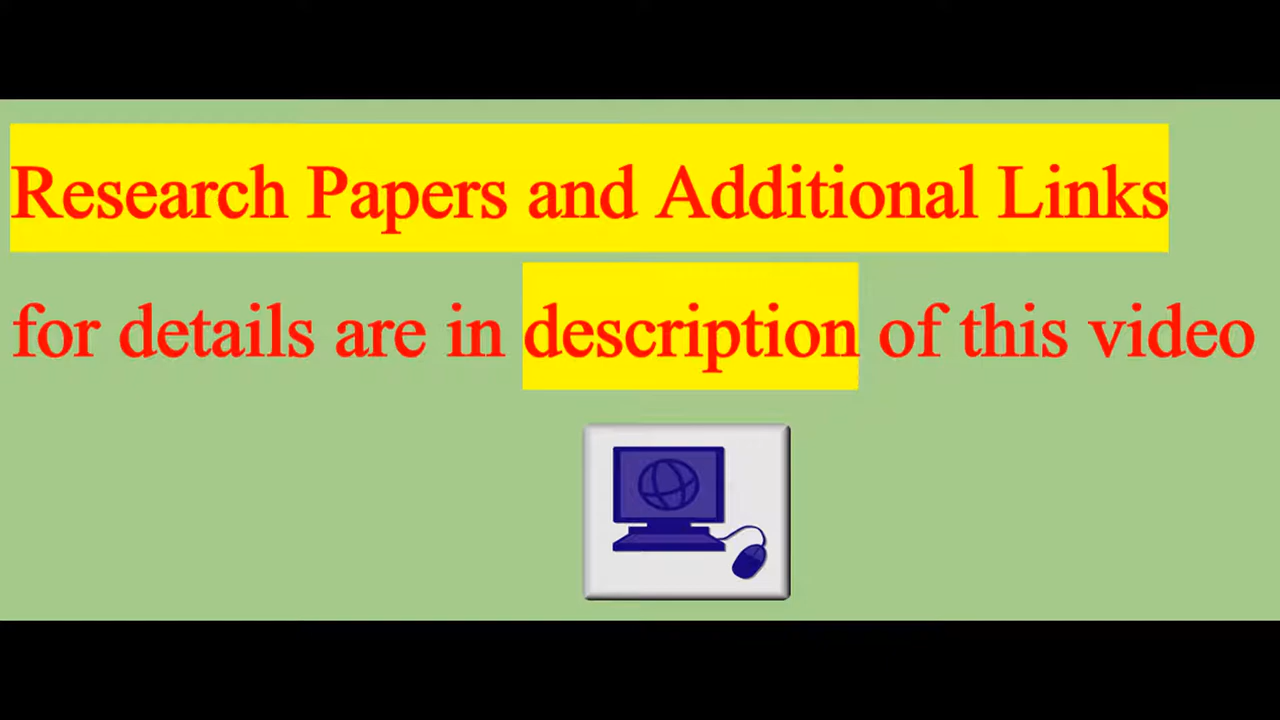 Research Papers and Additional Links
for details are in description of this video